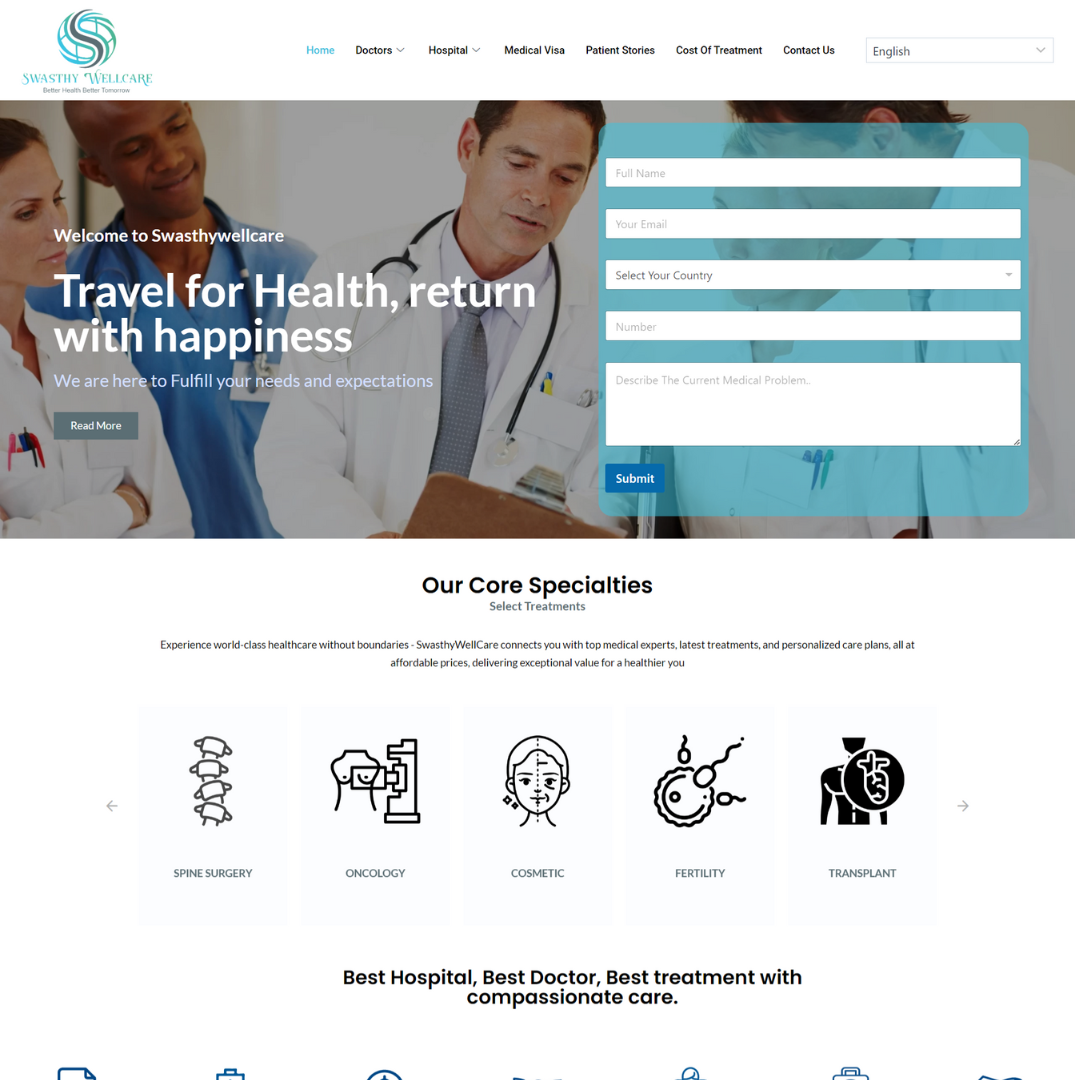 SWASTHY WELLCARE
Better Health Better Tomorrow
Home
Doctors
Hospital
Medical Visa
Patient Stories
Cost Of Treatment
Contact Us
English
Welcome to Swasthywellcare
Travel for Health, return
with happiness
We are here to Fulfill your needs and expectations
Read More
Full Name
Your Email
Select Your Country
Number
Describe The Current Medical Problem..
Submit
Our Core Specialties
Select Treatments
Experience world-class healthcare without boundaries - SwasthyWellCare connects you with top medical experts, latest treatments, and personalized care plans, all at
affordable prices, delivering exceptional value for a healthier you
SPINE SURGERY
ONCOLOGY
COSMETIC
FERTILITY
TRANSPLANT
Best Hospital, Best Doctor, Best treatment with
compassionate care.